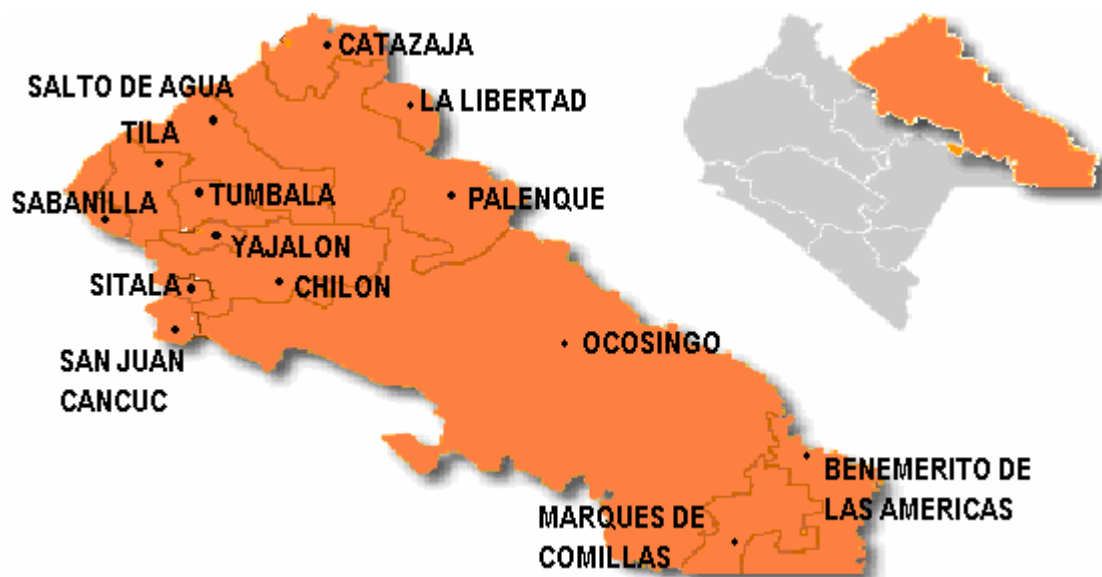 CATAZAJA
SALTO DE AGUA
LA LIBERTAD
TILA
TUMBALA
PALENQUE
SABANILLA
YAJALON
SITALA
CHILON
OCOSINGO
SAN JUAN
CANCUC
BENEMERITO DE
LAS AMERICAS
MARQUES DE
COMILLAS